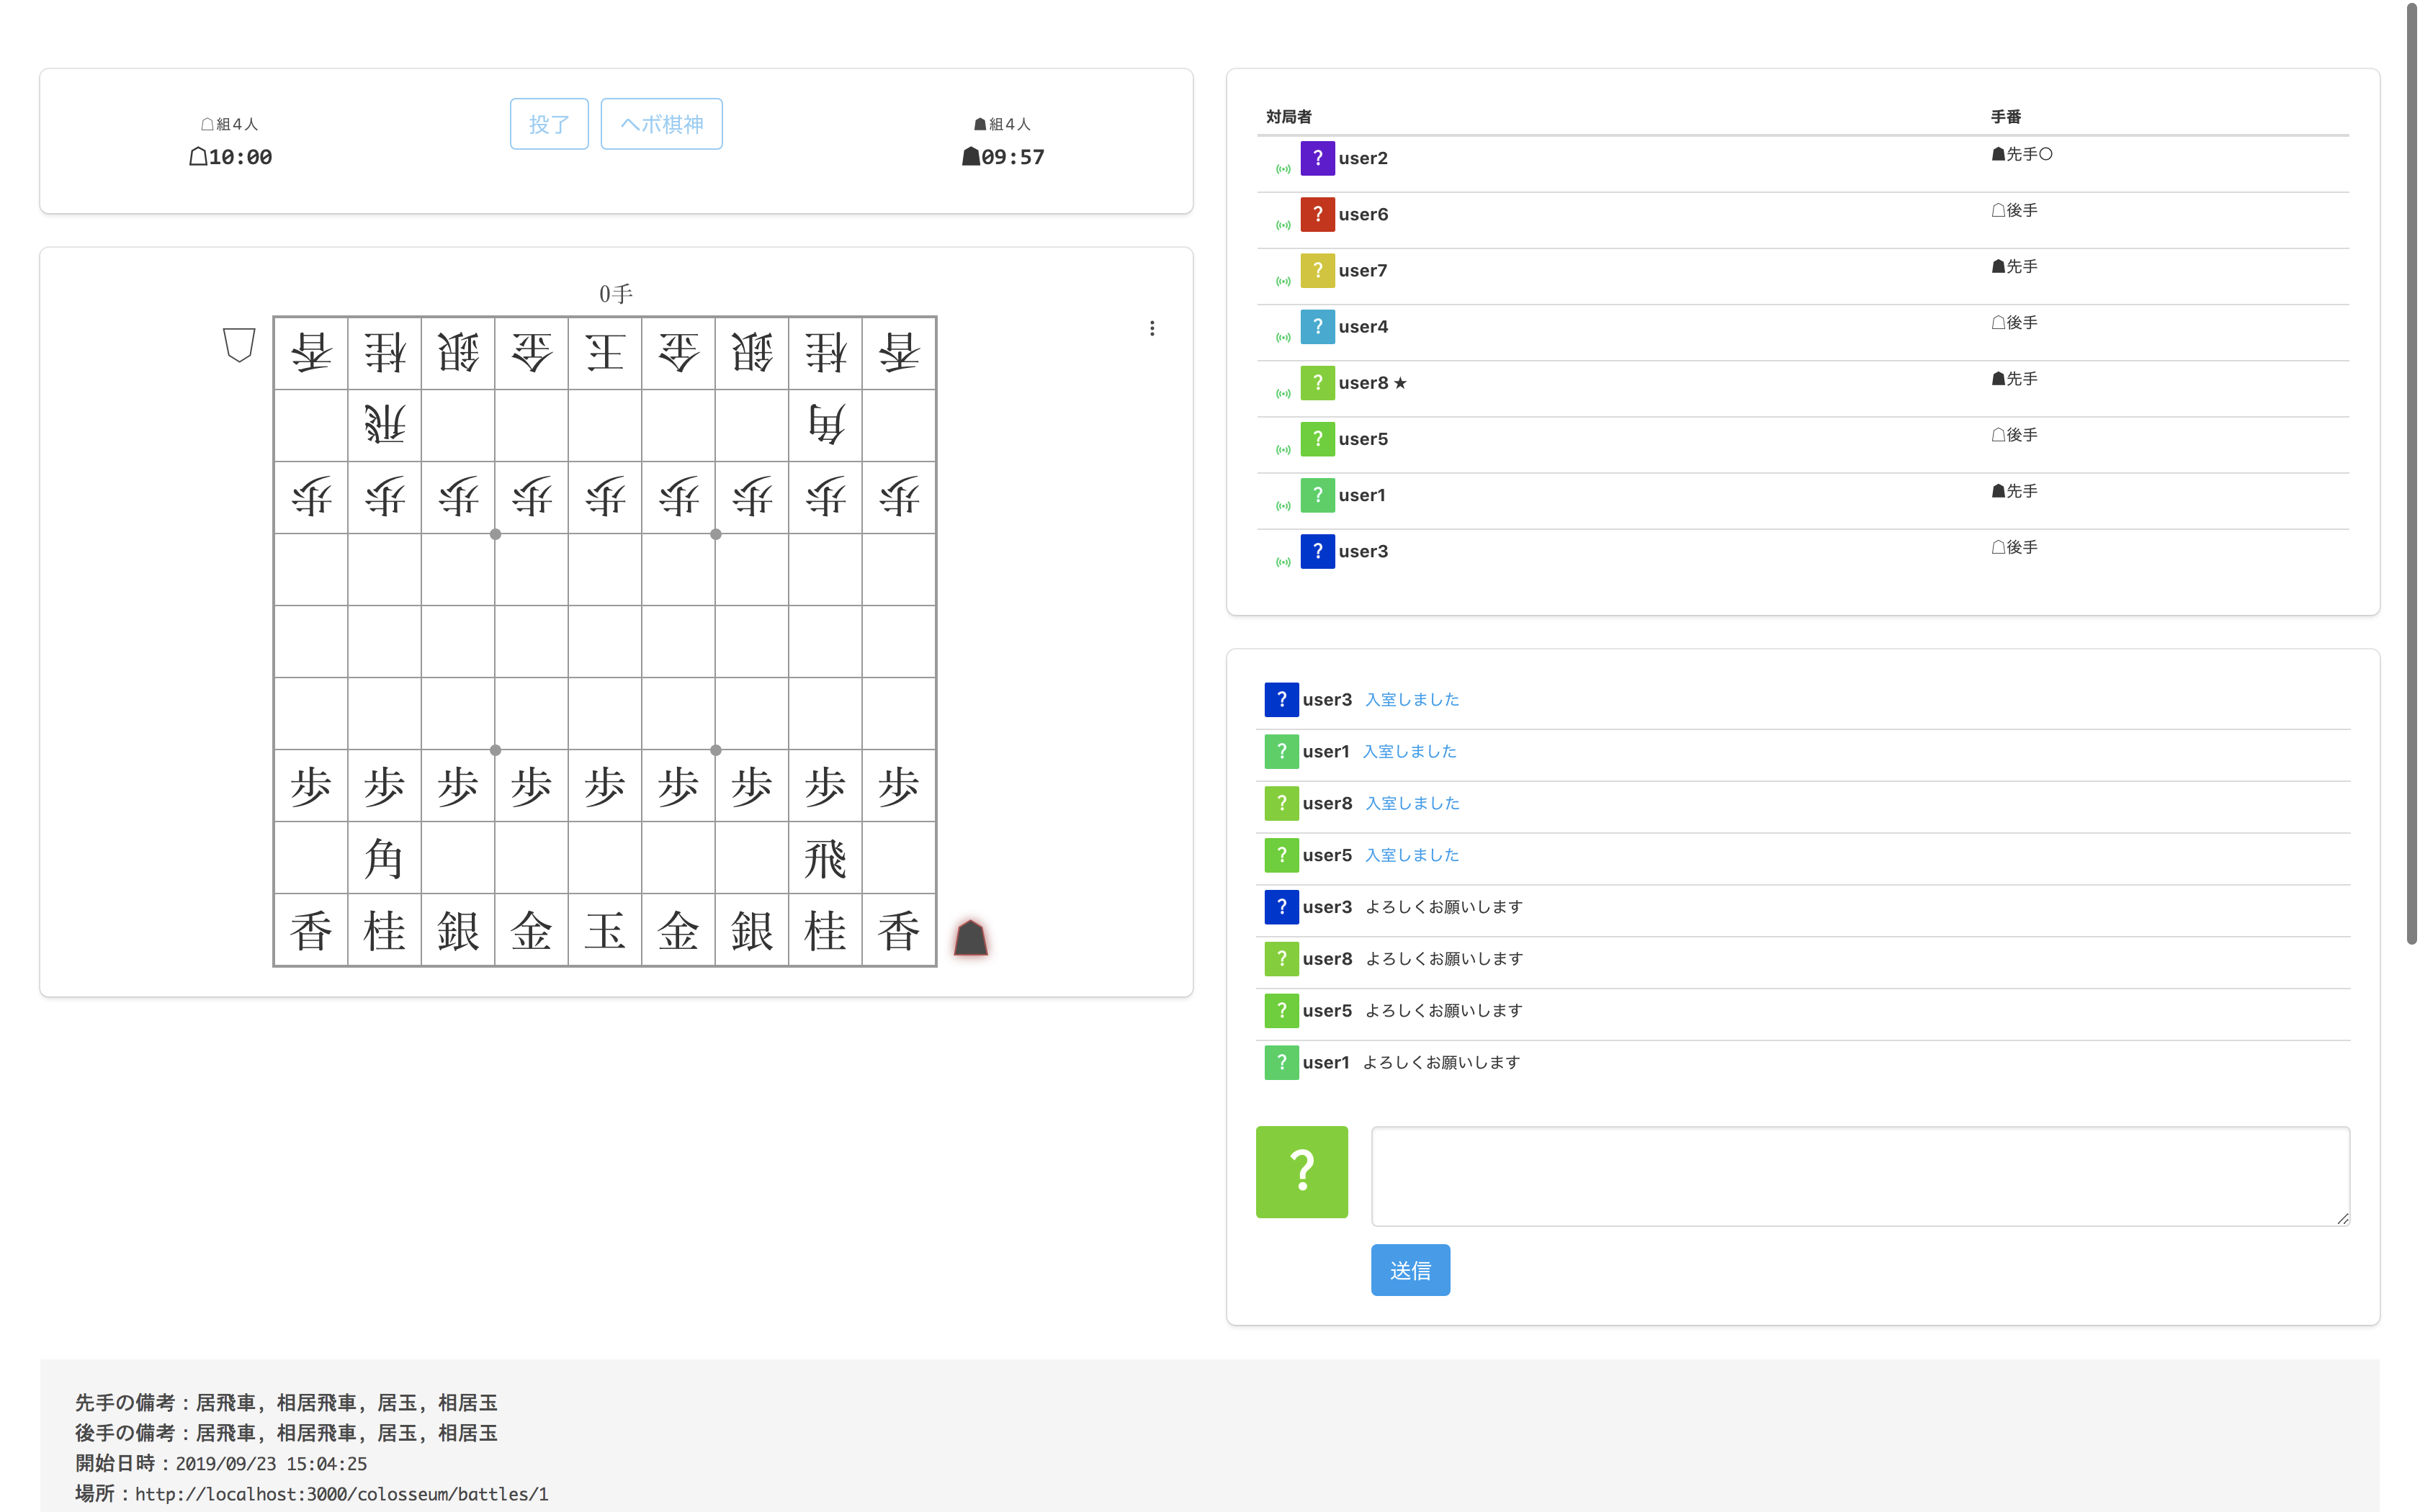 ☖組4人
☖10:00
投了
ヘボ棋神
☗組4人
☗09:57
0手
香桂銀金王金銀桂香
飛角
歩歩歩歩歩歩歩歩歩
歩歩歩歩歩歩歩歩歩
角飛
香桂銀金玉金銀桂香
対局者 手番
? user2 ☗先手○
? user6 ☖後手
? user7 ☗先手
? user4 ☖後手
? user8 ★ ☗先手
? user5 ☖後手
? user1 ☗先手
? user3 ☖後手
? user3 入室しました
? user1 入室しました
? user8 入室しました
? user5 入室しました
? user3 よろしくお願いします
? user8 よろしくお願いします
? user5 よろしくお願いします
? user1 よろしくお願いします
?
送信
先手の備考：居飛車, 相居飛車, 居玉, 相居玉
後手の備考：居飛車, 相居飛車, 居玉, 相居玉
開始日時：2019/09/23 15:04:25
場所：http://localhost:3000/colosseum/battles/1